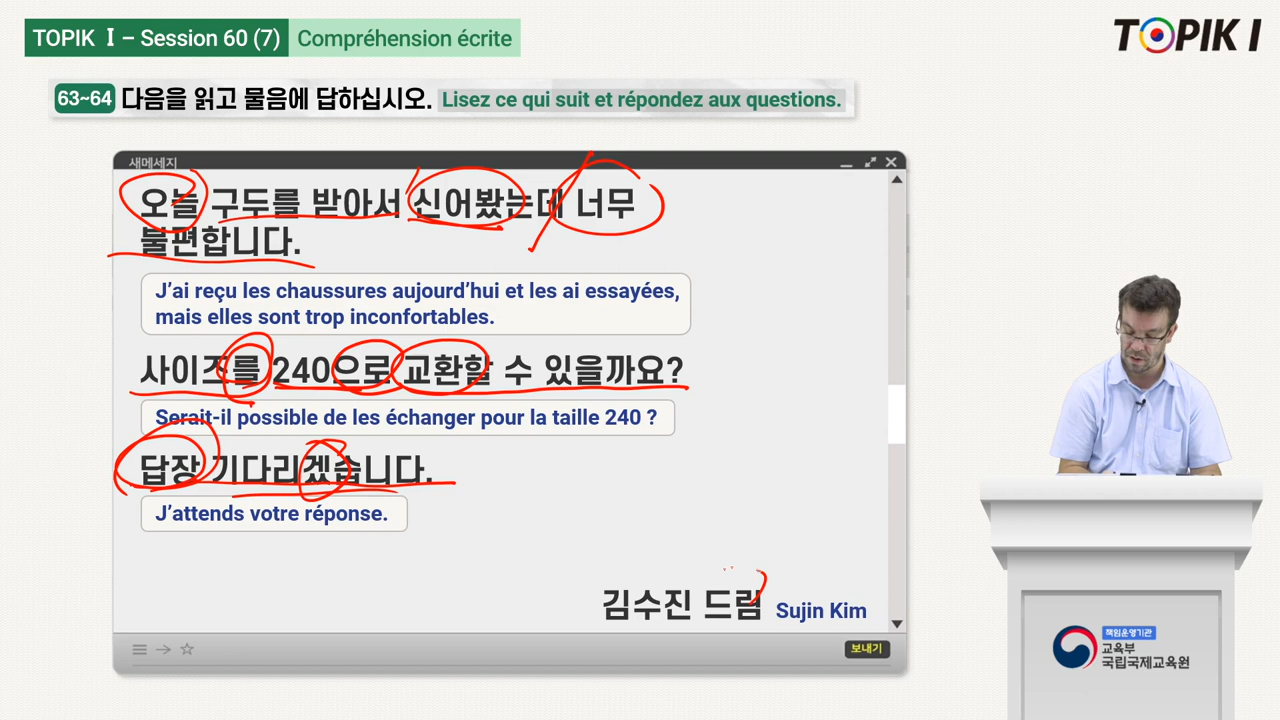 TOPIK Ⅰ – Session 60 (7) Compréhension écrite
TOPIK I
63~64 다음을 읽고 물음에 답하십시오. Lisez ce qui suit et répondez aux questions.
새메세지
오늘 구두를 받아서 신어봤는데 너무
불편합니다.
J’ai reçu les chaussures aujourd’hui et les ai essayées,
mais elles sont trop inconfortables.
사이즈를 240으로 교환할 수 있을까요?
Serait-il possible de les échanger pour la taille 240 ?
답장 기다리겠습니다.
J’attends votre réponse.
김수진 드림 Sujin Kim
보내기
책임운영기관
교육부
국립국제교육원